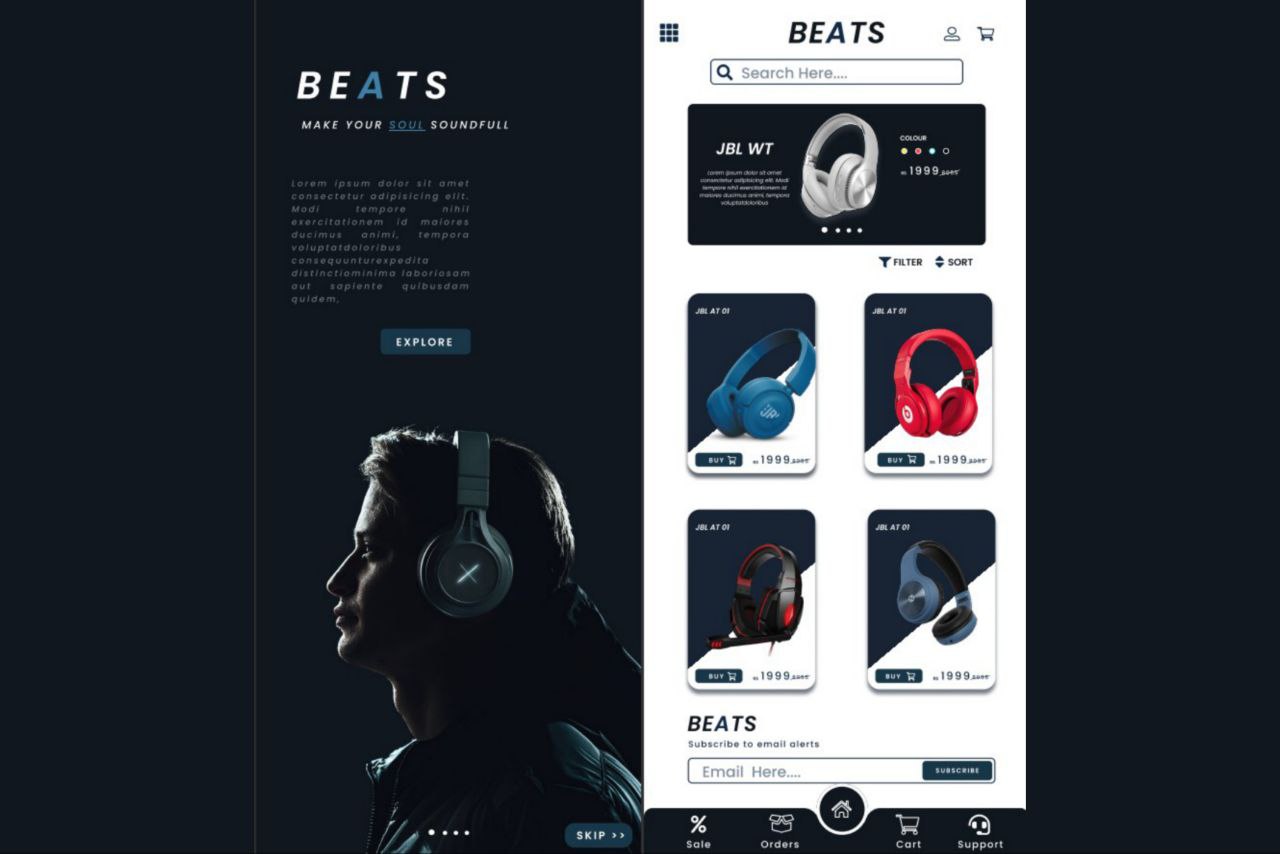 BEATS
MAKE YOUR SOUL SOUNDFULL
Lorem ipsum dolor sit amet
consectetur adipisicing elit.
Modi tempore nihil
exercitationem id maiores
ducimus animi, tempora
voluptatdoloribus
consequunturexpedita
distinctiominima laboriosam
aut sapiente quibusdam
quidem,
EXPLORE
SKIP >>
BEATS
Search Here....
JBL WT
Lorem ipsum dolor sit amet
consectetur adipisicing elit. Modi
tempore nihil exercitationem id
maiores ducimus animi, tempora
voluptatdoloribus
COLOUR
RS 1999
FILTER SORT
JBL AT 01
BUY RS 1999
JBL AT 01
BUY RS 1999
JBL AT 01
BUY RS 1999
JBL AT 01
BUY RS 1999
BEATS
Subscribe to email alerts
Email Here....
SUBSCRIBE
Sale Orders Cart Support